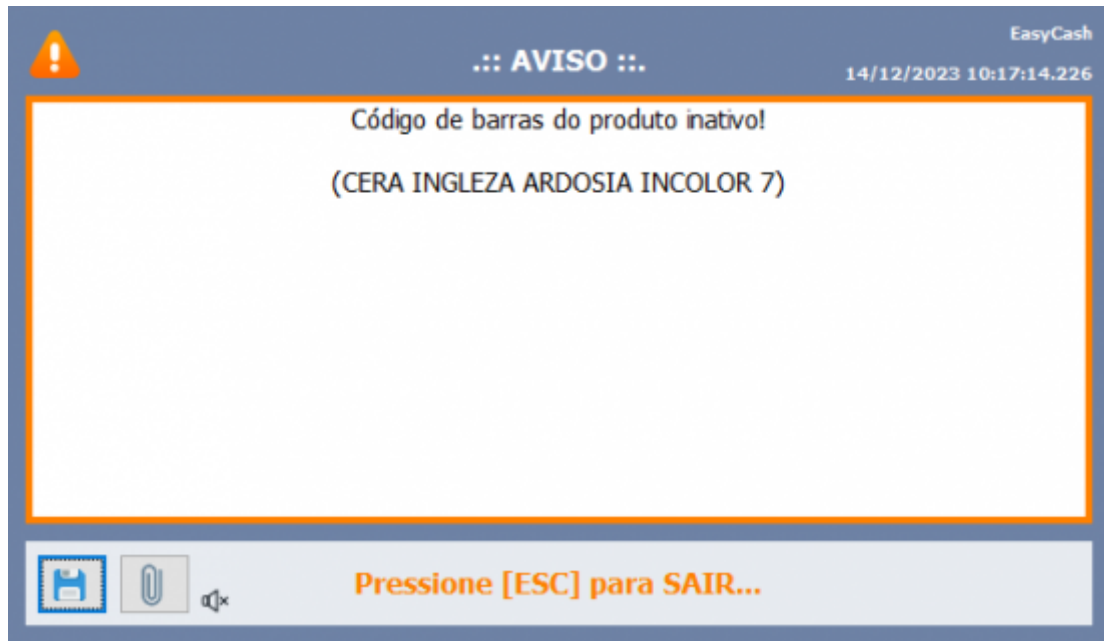 EasyCash
.:: AVISO ::.
14/12/2023 10:17:14.226
Código de barras do produto inativo!
(CERA INGLEZA ARDOSIA INCOLOR 7)
Pressione [ESC] para SAIR...